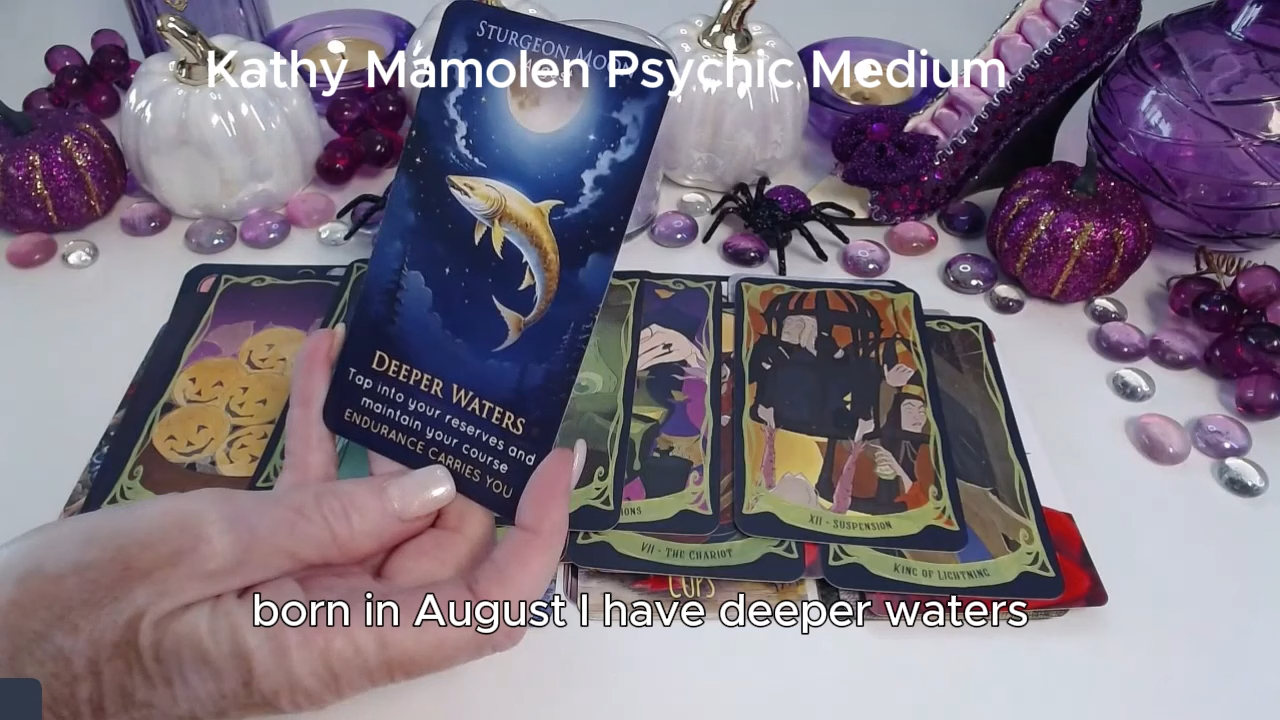 STURGEON MOON
Kathy Mamolen Psychic Medium
DEEPER WATERS
Tap into your reserves and
maintain your course
ENDURANCE CARRIES YOU
XII - SUSPENSION
VII - THE CHARIOT
KING OF LIGHTNING
CUPS
born in August I have deeper waters